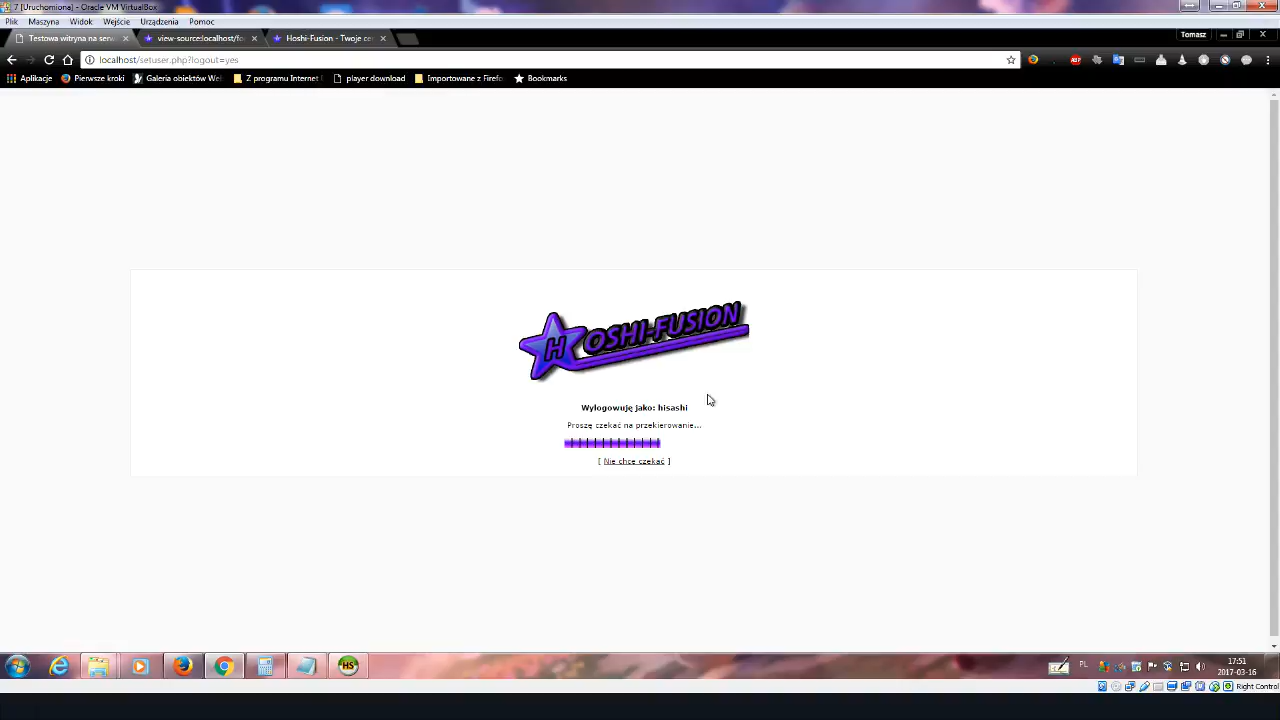 7 [Uruchomiona] - Oracle VM VirtualBox
Plik Maszyna Widok Wejście Urządzenia Pomoc
Testowa witryna na serw view-source:localhost/fo Hoshi-Fusion - Twoje ce Tomasz
localhost/setuser.php?logout=yes
ABP
Aplikacje Pierwsze kroki Galeria obiektów We Z programu Internet player download Importowane z Firefo Bookmarks
HOSHI-FUSION
Wylogowuję jako: hisashi
Proszę czekać na przekierowanie...
[ Nie chce czekać ]
HS PL 17:51
2017-03-16
Right Control